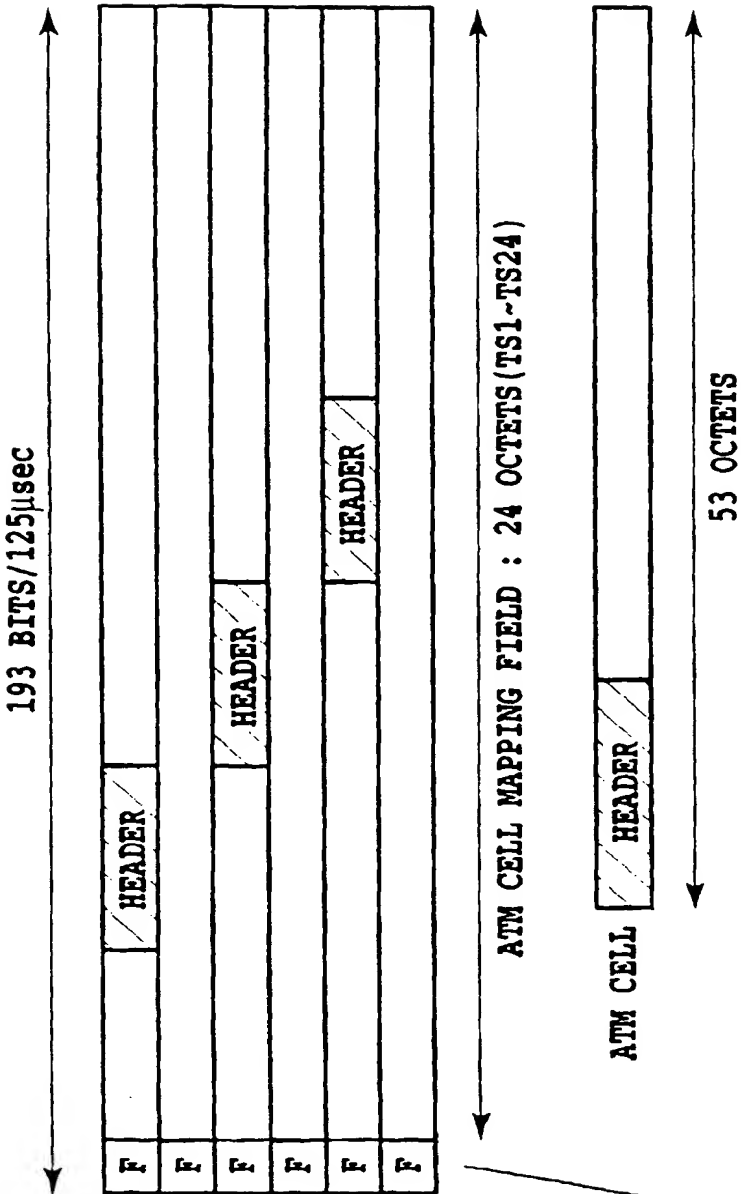 193 BITS/125μsec
F
HEADER
F
F
HEADER
F
F
HEADER
F
ATM CELL MAPPING FIELD : 24 OCTETS(TS1~TS24)
ATM CELL
HEADER
53 OCTETS